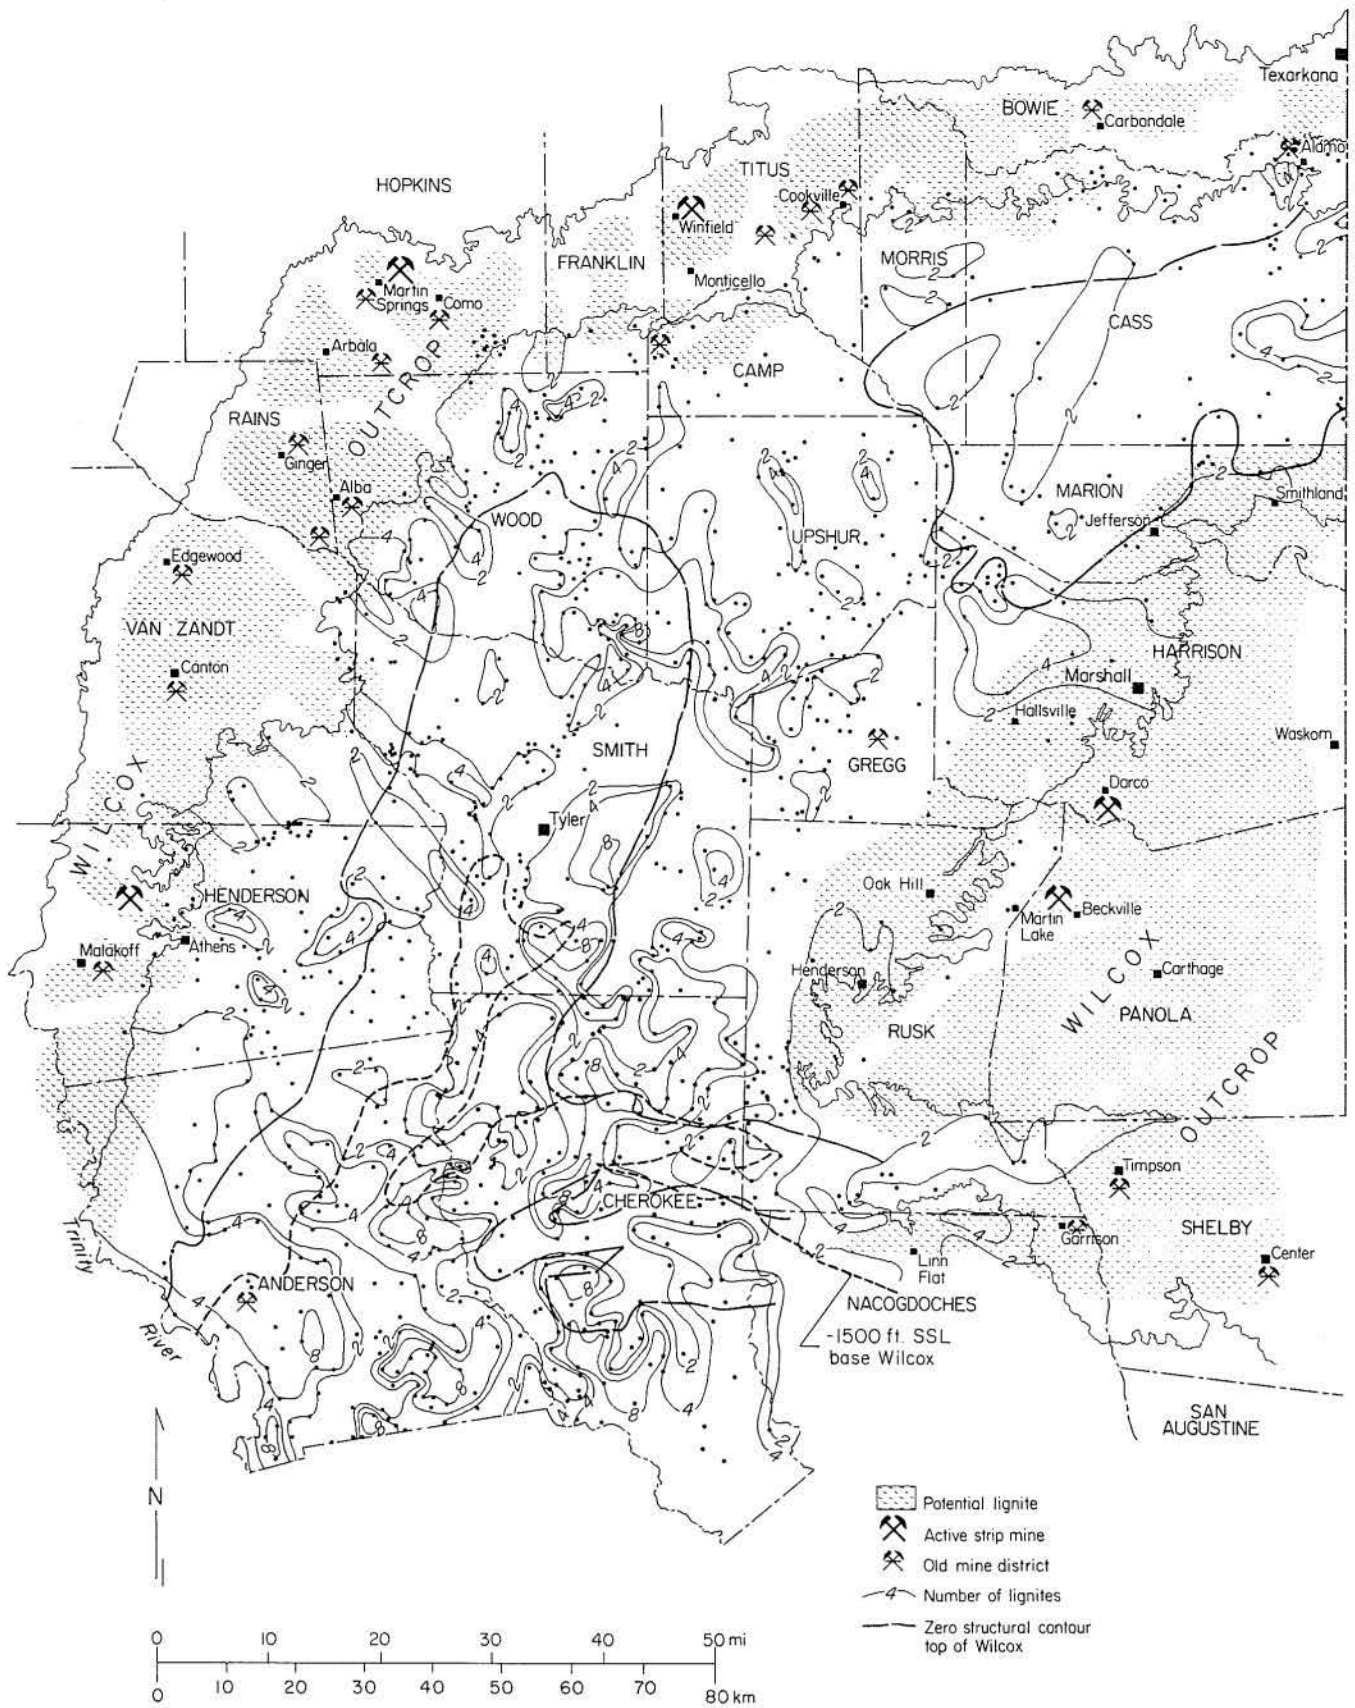 Texarkana
BOWIE
Carbondale
Alamo
TITUS
HOPKINS
Cookville
Winfield
FRANKLIN
MORRIS
Monticello
Martin
Springs
Como
CASS
Arbala
OUTCROP
CAMP
RAINS
Ginger
Alba
WOOD
MARION
Smithland
Jefferson
UPSHUR
Edgewood
VAN ZANDT
Canton
HARRISON
Marshall
Hallsville
Waskom
SMITH
GREGG
WILCOX
Darco
Tyler
HENDERSON
Oak Hill
Martin
Lake
Beckville
Malakoff
Athens
WILCOX
Carthage
Henderson
RUSK
PANOLA
OUTCROP
Timpson
CHEROKEE
SHELBY
Garrison
Linn
Flat
Center
Trinity
River
ANDERSON
NACOGDOCHES
-1500 ft. SSL
base Wilcox
SAN
AUGUSTINE
N
Potential lignite
Active strip mine
Old mine district
4 Number of lignites
Zero structural contour
top of Wilcox
0 10 20 30 40 50 mi
0 10 20 30 40 50 60 70 80 km